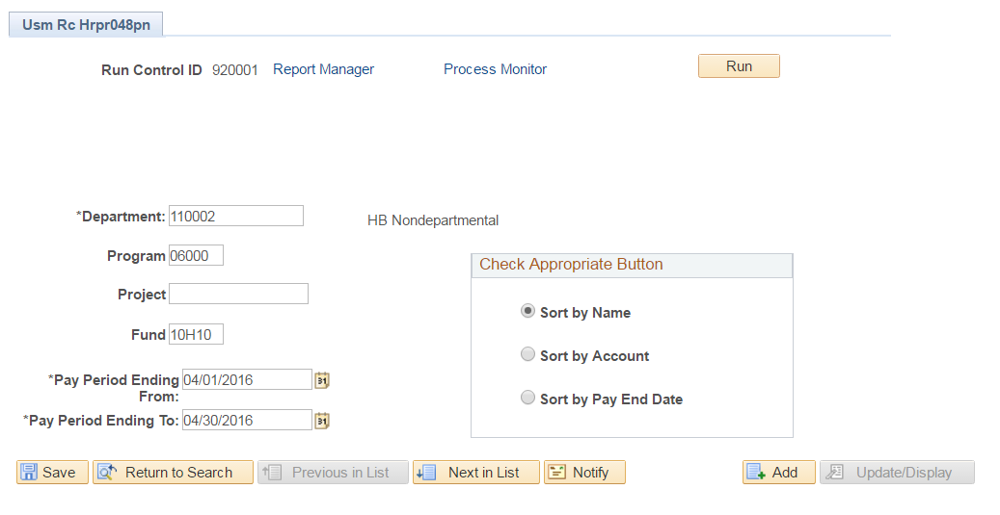 Usm Rc Hrpr048pn
Run Control ID 920001 Report Manager Process Monitor Run
*Department: 110002 HB Nondepartmental
Program 06000
Check Appropriate Button
Project
Sort by Name
Fund 10H10
Sort by Account
*Pay Period Ending From: 04/01/2016 31
Sort by Pay End Date
*Pay Period Ending To: 04/30/2016 31
Save Return to Search Previous in List Next in List Notify Add Update/Display